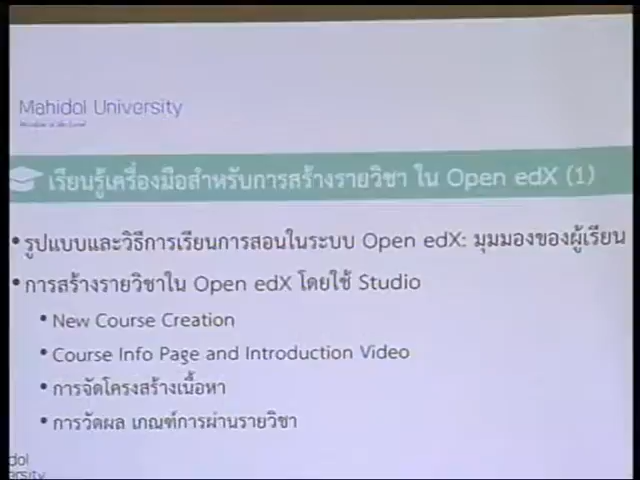 Mahidol University
เรียนรู้เครื่องมือสำหรับการสร้างรายวิชา ใน Open edX (1)
•รูปแบบและวิธีการเรียนการสอนในระบบ Open edX: มุมมองของผู้เรียน
•การสร้างรายวิชาใน Open edX โดยใช้ Studio
•New Course Creation
•Course Info Page and Introduction Video
•การจัดโครงสร้างเนื้อหา
•การวัดผล เกณฑ์การผ่านรายวิชา
dol